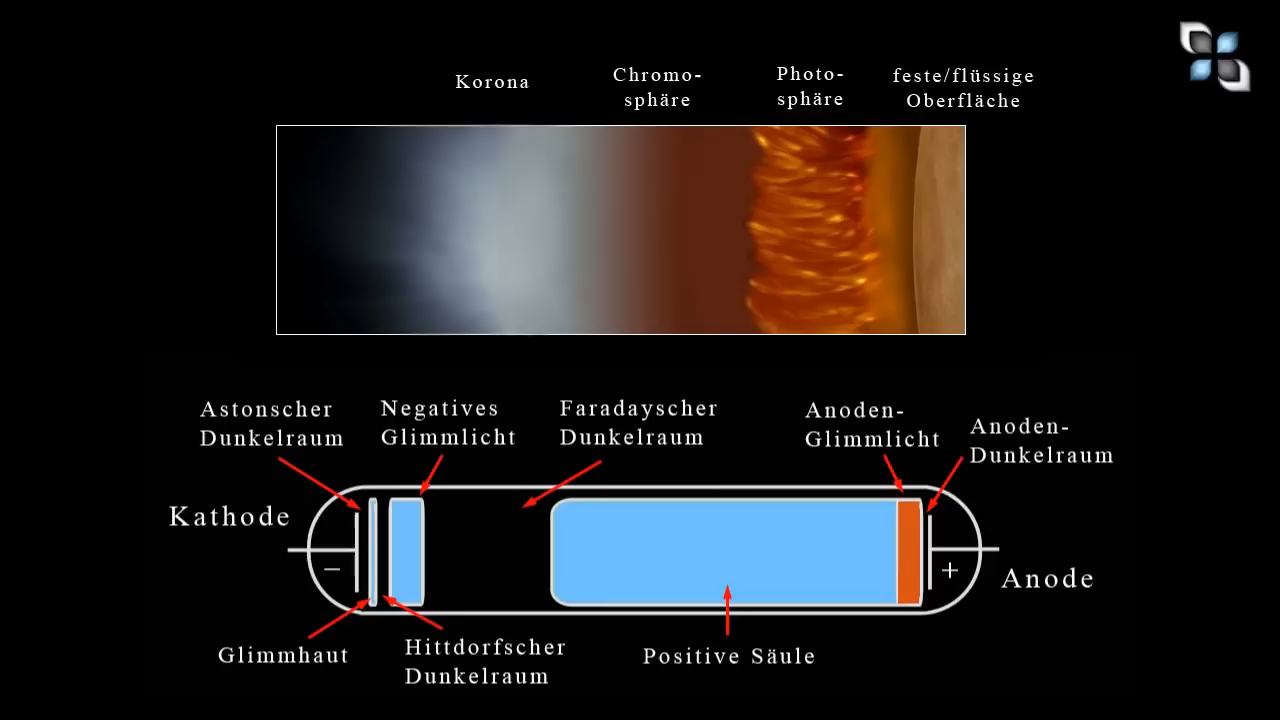 Korona
Chromo-
sphäre
Photo-
sphäre
feste/flüssige
Oberfläche
Astonscher
Dunkelraum
Negatives
Glimmlicht
Faradayscher
Dunkelraum
Anoden-
Glimmlicht
Anoden-
Dunkelraum
Kathode
−
+
Anode
Glimmhaut
Hittdorfscher
Dunkelraum
Positive Säule